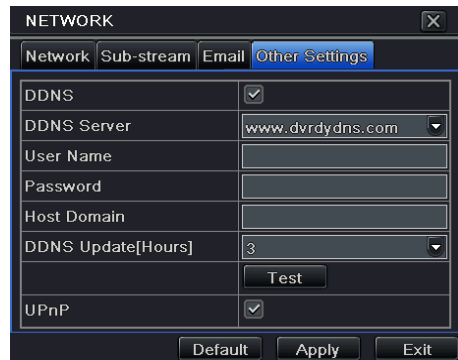 NETWORK
Network Sub-stream Email Other Settings
DDNS
DDNS Server www.dvrdydns.com
User Name
Password
Host Domain
DDNS Update[Hours] 3
Test
UPnP
Default Apply Exit